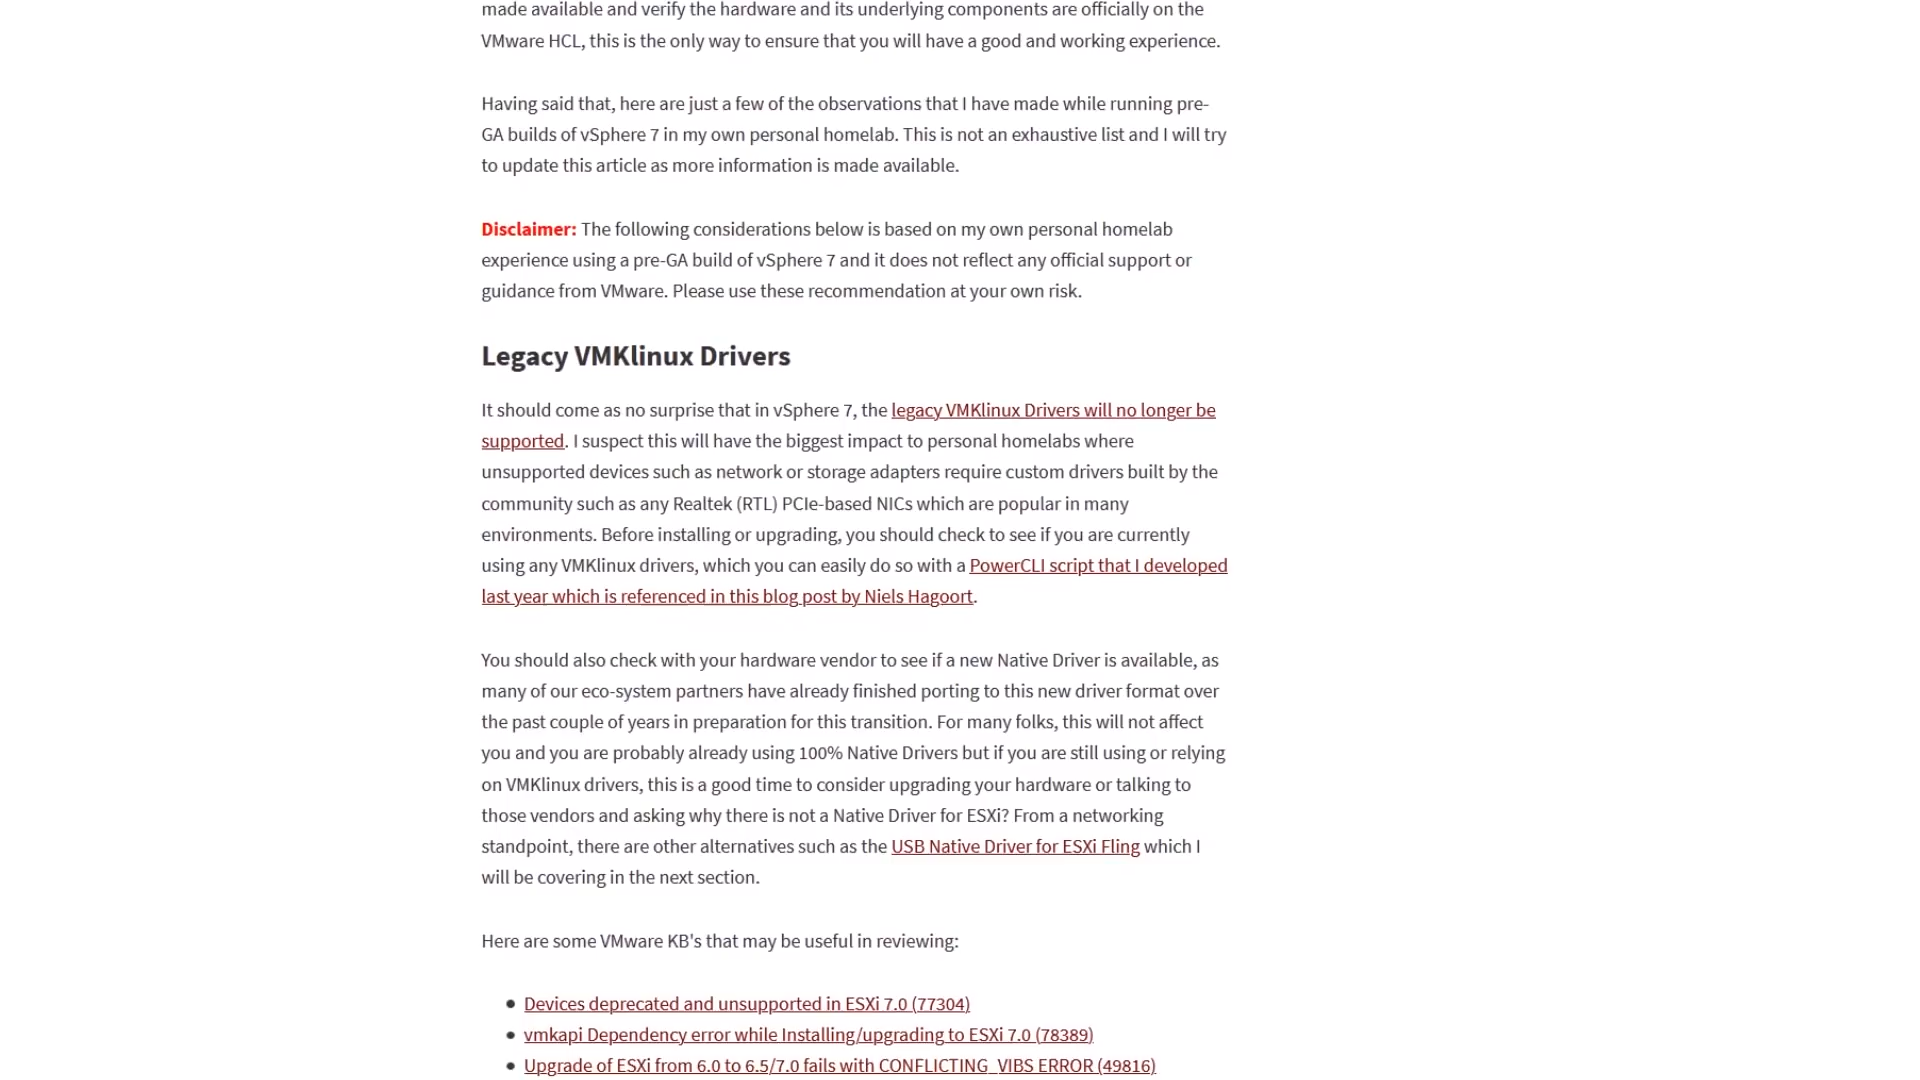 made available and verify the hardware and its underlying components are officially on the
VMware HCL, this is the only way to ensure that you will have a good and working experience.
Having said that, here are just a few of the observations that I have made while running pre-
GA builds of vSphere 7 in my own personal homelab. This is not an exhaustive list and I will try
to update this article as more information is made available.
Disclaimer: The following considerations below is based on my own personal homelab
experience using a pre-GA build of vSphere 7 and it does not reflect any official support or
guidance from VMware. Please use these recommendation at your own risk.
Legacy VMKlinux Drivers
It should come as no surprise that in vSphere 7, the legacy VMKlinux Drivers will no longer be
supported. I suspect this will have the biggest impact to personal homelabs where
unsupported devices such as network or storage adapters require custom drivers built by the
community such as any Realtek (RTL) PCIe-based NICs which are popular in many
environments. Before installing or upgrading, you should check to see if you are currently
using any VMKlinux drivers, which you can easily do so with a PowerCLI script that I developed
last year which is referenced in this blog post by Niels Hagoort.
You should also check with your hardware vendor to see if a new Native Driver is available, as
many of our eco-system partners have already finished porting to this new driver format over
the past couple of years in preparation for this transition. For many folks, this will not affect
you and you are probably already using 100% Native Drivers but if you are still using or relying
on VMKlinux drivers, this is a good time to consider upgrading your hardware or talking to
those vendors and asking why there is not a Native Driver for ESXi? From a networking
standpoint, there are other alternatives such as the USB Native Driver for ESXi Fling which I
will be covering in the next section.
Here are some VMware KB's that may be useful in reviewing:
• Devices deprecated and unsupported in ESXi 7.0 (77304)
• vmkapi Dependency error while Installing/upgrading to ESXi 7.0 (78389)
• Upgrade of ESXi from 6.0 to 6.5/7.0 fails with CONFLICTING_VIBS ERROR (49816)